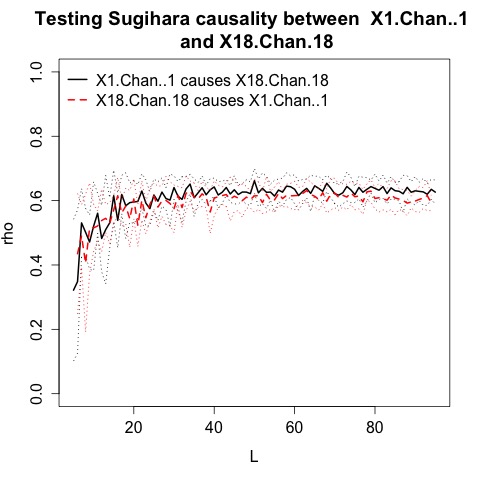 Testing Sugihara causality between  X1.Chan..1
and X18.Chan.18
X1.Chan..1 causes X18.Chan.18
X18.Chan.18 causes X1.Chan..1
1.0
0.8
0.6
0.4
0.2
0.0
rho
20 40 60 80
L